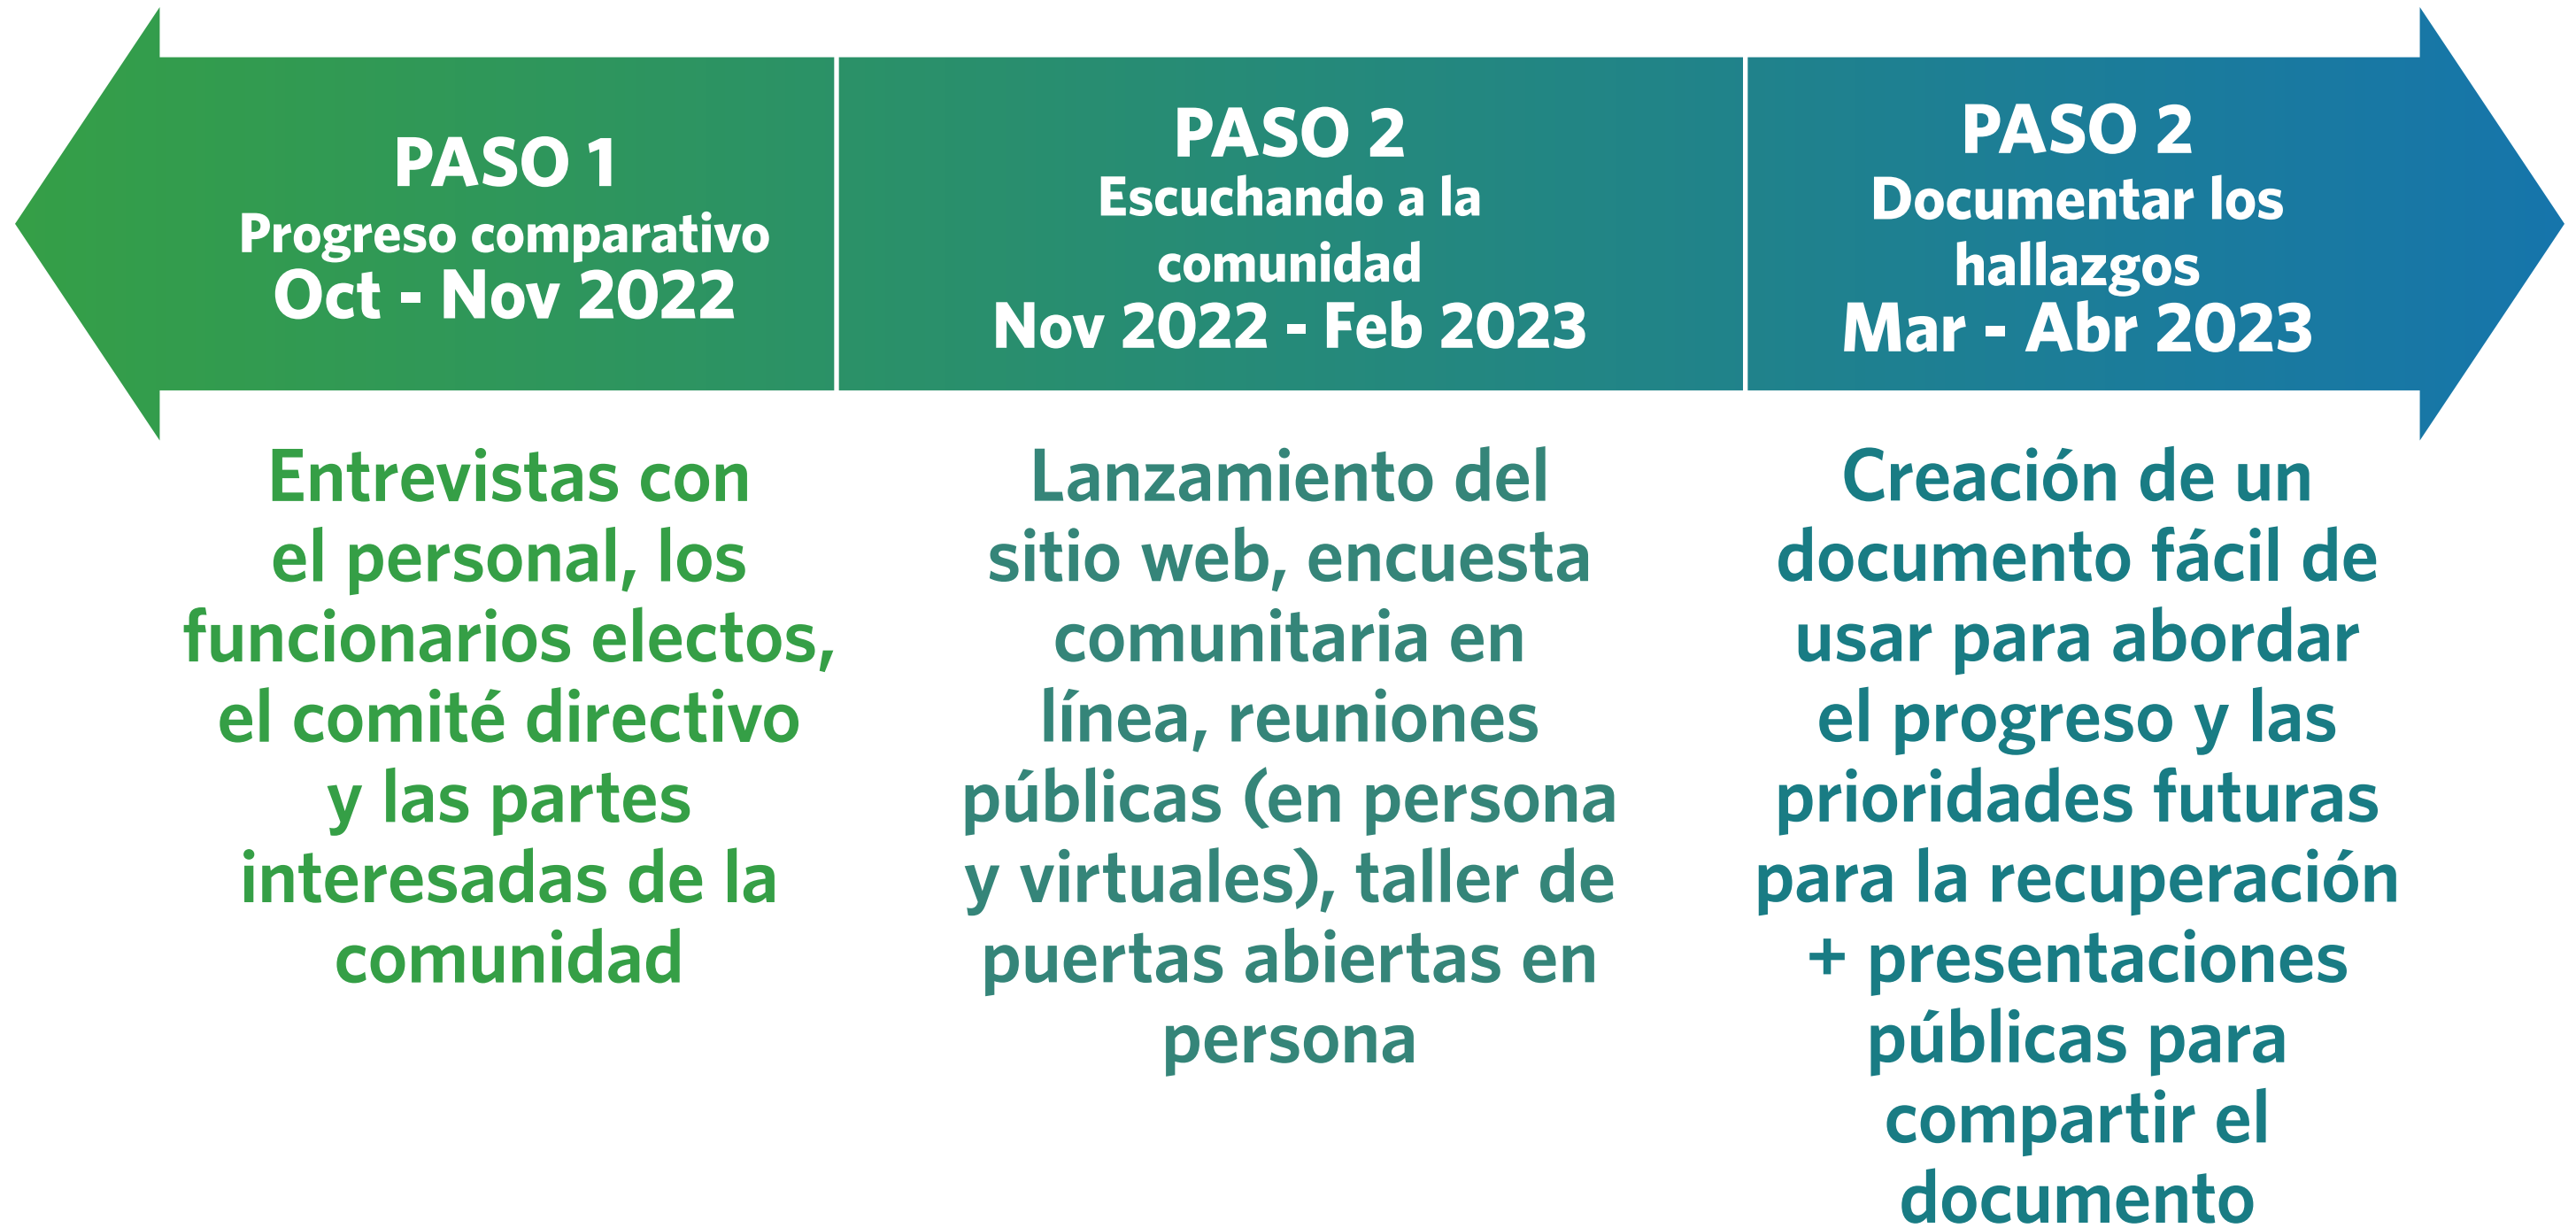 PASO 1
Progreso comparativo
Oct - Nov 2022
PASO 2
Escuchando a la
comunidad
Nov 2022 - Feb 2023
PASO 2
Documentar los
hallazgos
Mar - Abr 2023
Entrevistas con
el personal, los
funcionarios electos,
el comité directivo
y las partes
interesadas de la
comunidad
Lanzamiento del
sitio web, encuesta
comunitaria en
línea, reuniones
públicas (en persona
y virtuales), taller de
puertas abiertas en
persona
Creación de un
documento fácil de
usar para abordar
el progreso y las
prioridades futuras
para la recuperación
+ presentaciones
públicas para
compartir el
documento